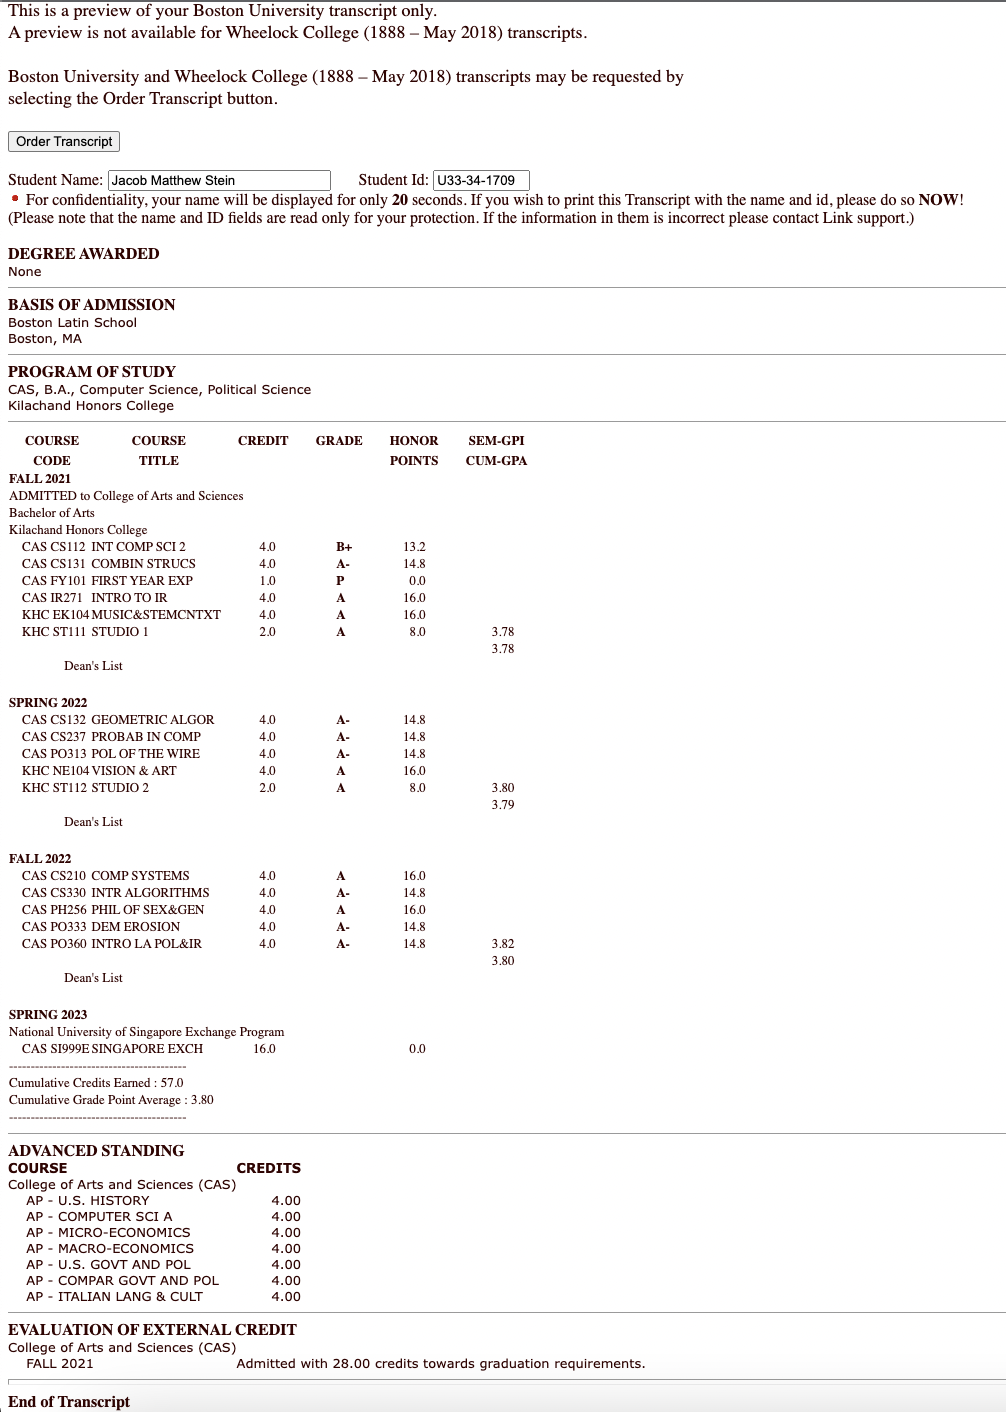 This is a preview of your Boston University transcript only.
A preview is not available for Wheelock College (1888 – May 2018) transcripts.
Boston University and Wheelock College (1888 – May 2018) transcripts may be requested by
selecting the Order Transcript button.
Order Transcript
Student Name: Jacob Matthew Stein Student Id: U33-34-1709
• For confidentiality, your name will be displayed for only 20 seconds. If you wish to print this Transcript with the name and id, please do so NOW!
(Please note that the name and ID fields are read only for your protection. If the information in them is incorrect please contact Link support.)
DEGREE AWARDED
None
BASIS OF ADMISSION
Boston Latin School
Boston, MA
PROGRAM OF STUDY
CAS, B.A., Computer Science, Political Science
Kilachand Honors College
COURSE COURSE CREDIT GRADE HONOR SEM-GPI
CODE TITLE POINTS CUM-GPA
FALL 2021
ADMITTED to College of Arts and Sciences
Bachelor of Arts
Kilachand Honors College
CAS CS112 INT COMP SCI 2 4.0 B+ 13.2
CAS CS131 COMBIN STRUCS 4.0 A- 14.8
CAS FY101 FIRST YEAR EXP 1.0 P 0.0
CAS IR271 INTRO TO IR 4.0 A 16.0
KHC EK104 MUSIC&STEMCNTXT 4.0 A 16.0
KHC ST111 STUDIO 1 2.0 A 8.0 3.78
3.78
Dean's List
SPRING 2022
CAS CS132 GEOMETRIC ALGOR 4.0 A- 14.8
CAS CS237 PROBAB IN COMP 4.0 A- 14.8
CAS PO313 POL OF THE WIRE 4.0 A- 14.8
KHC NE104 VISION & ART 4.0 A 16.0
KHC ST112 STUDIO 2 2.0 A 8.0 3.80
3.79
Dean's List
FALL 2022
CAS CS210 COMP SYSTEMS 4.0 A 16.0
CAS CS330 INTR ALGORITHMS 4.0 A- 14.8
CAS PH256 PHIL OF SEX&GEN 4.0 A 16.0
CAS PO333 DEM EROSION 4.0 A- 14.8
CAS PO360 INTRO LA POL&IR 4.0 A- 14.8 3.82
3.80
Dean's List
SPRING 2023
National University of Singapore Exchange Program
CAS SI999E SINGAPORE EXCH 16.0 0.0
-----------------------------------------
Cumulative Credits Earned : 57.0
Cumulative Grade Point Average : 3.80
-----------------------------------------
ADVANCED STANDING
COURSE CREDITS
College of Arts and Sciences (CAS)
AP - U.S. HISTORY 4.00
AP - COMPUTER SCI A 4.00
AP - MICRO-ECONOMICS 4.00
AP - MACRO-ECONOMICS 4.00
AP - U.S. GOVT AND POL 4.00
AP - COMPAR GOVT AND POL 4.00
AP - ITALIAN LANG & CULT 4.00
EVALUATION OF EXTERNAL CREDIT
College of Arts and Sciences (CAS)
FALL 2021 Admitted with 28.00 credits towards graduation requirements.
End of Transcript